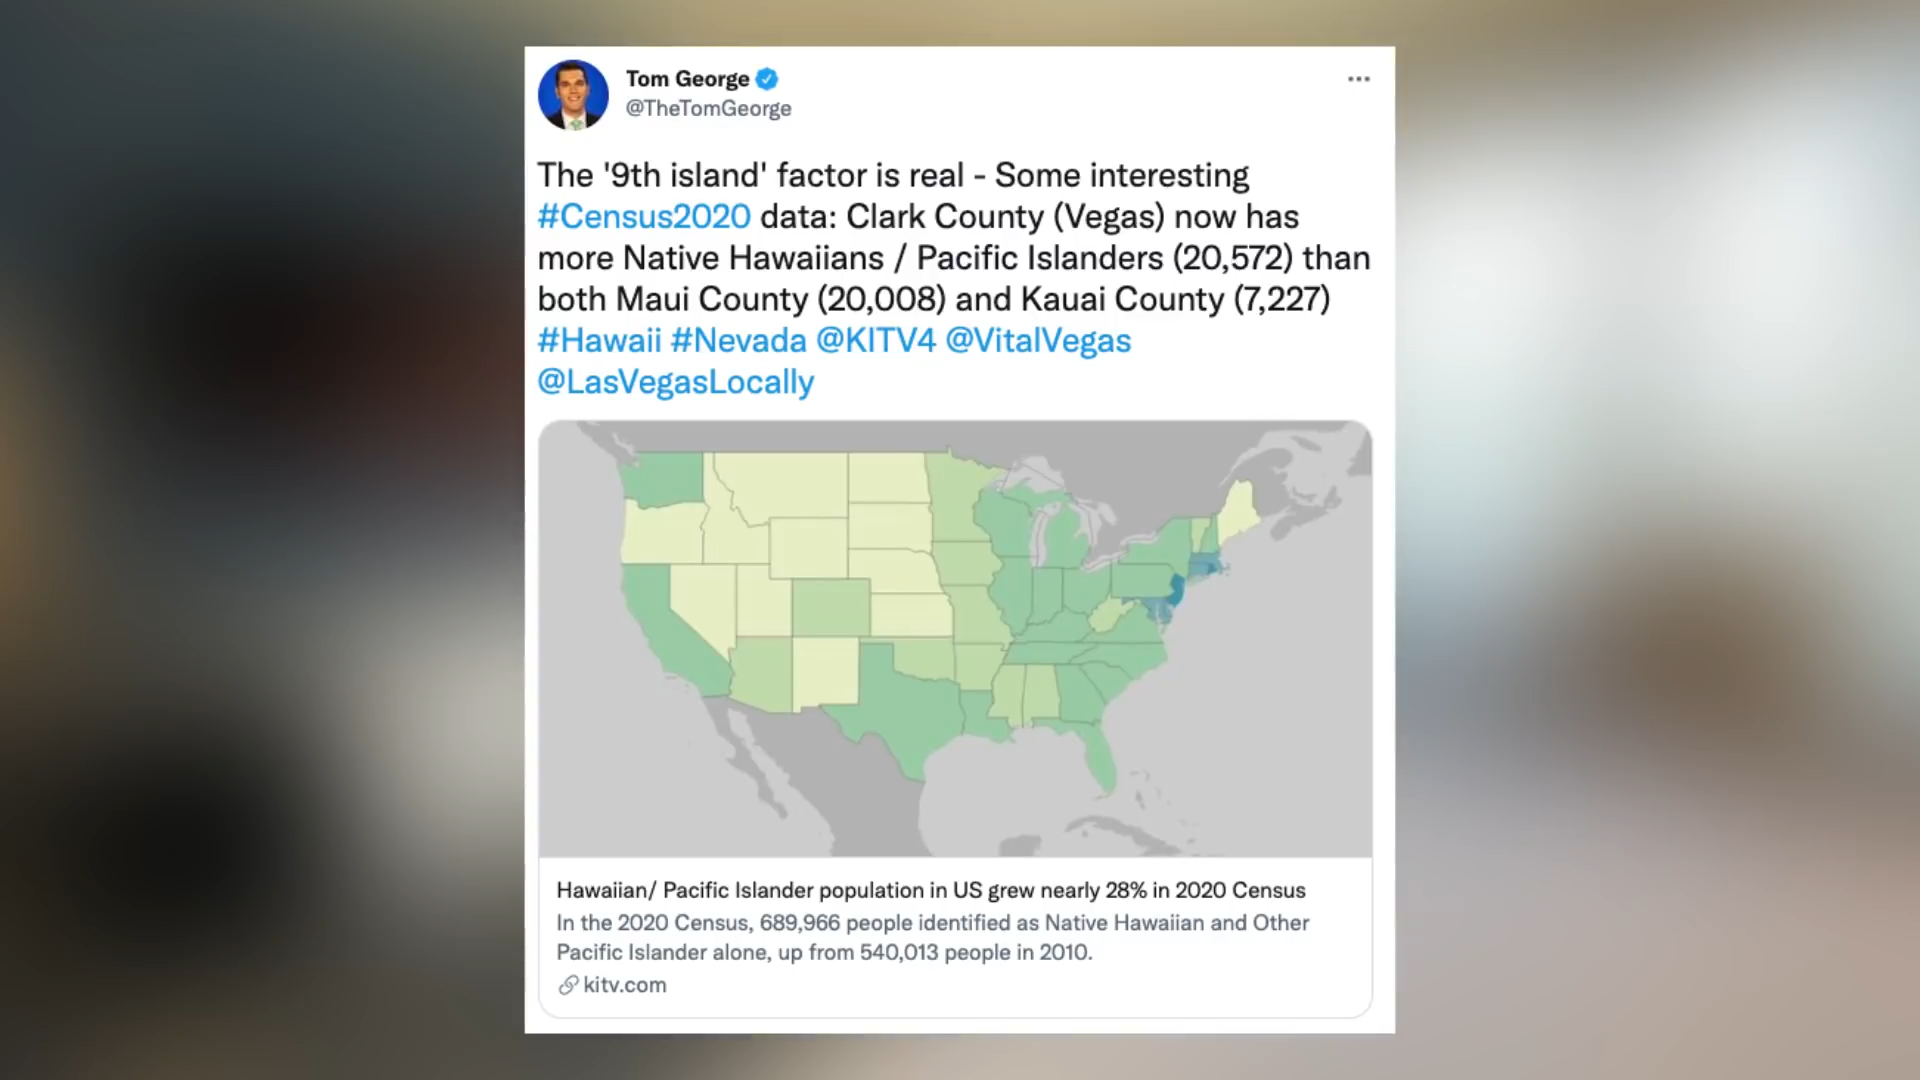 Tom George
@TheTomGeorge
The '9th island' factor is real - Some interesting
#Census2020 data: Clark County (Vegas) now has
more Native Hawaiians / Pacific Islanders (20,572) than
both Maui County (20,008) and Kauai County (7,227)
#Hawaii #Nevada @KITV4 @VitalVegas
@LasVegasLocally
Hawaiian/ Pacific Islander population in US grew nearly 28% in 2020 Census
In the 2020 Census, 689,966 people identified as Native Hawaiian and Other
Pacific Islander alone, up from 540,013 people in 2010.
kitv.com